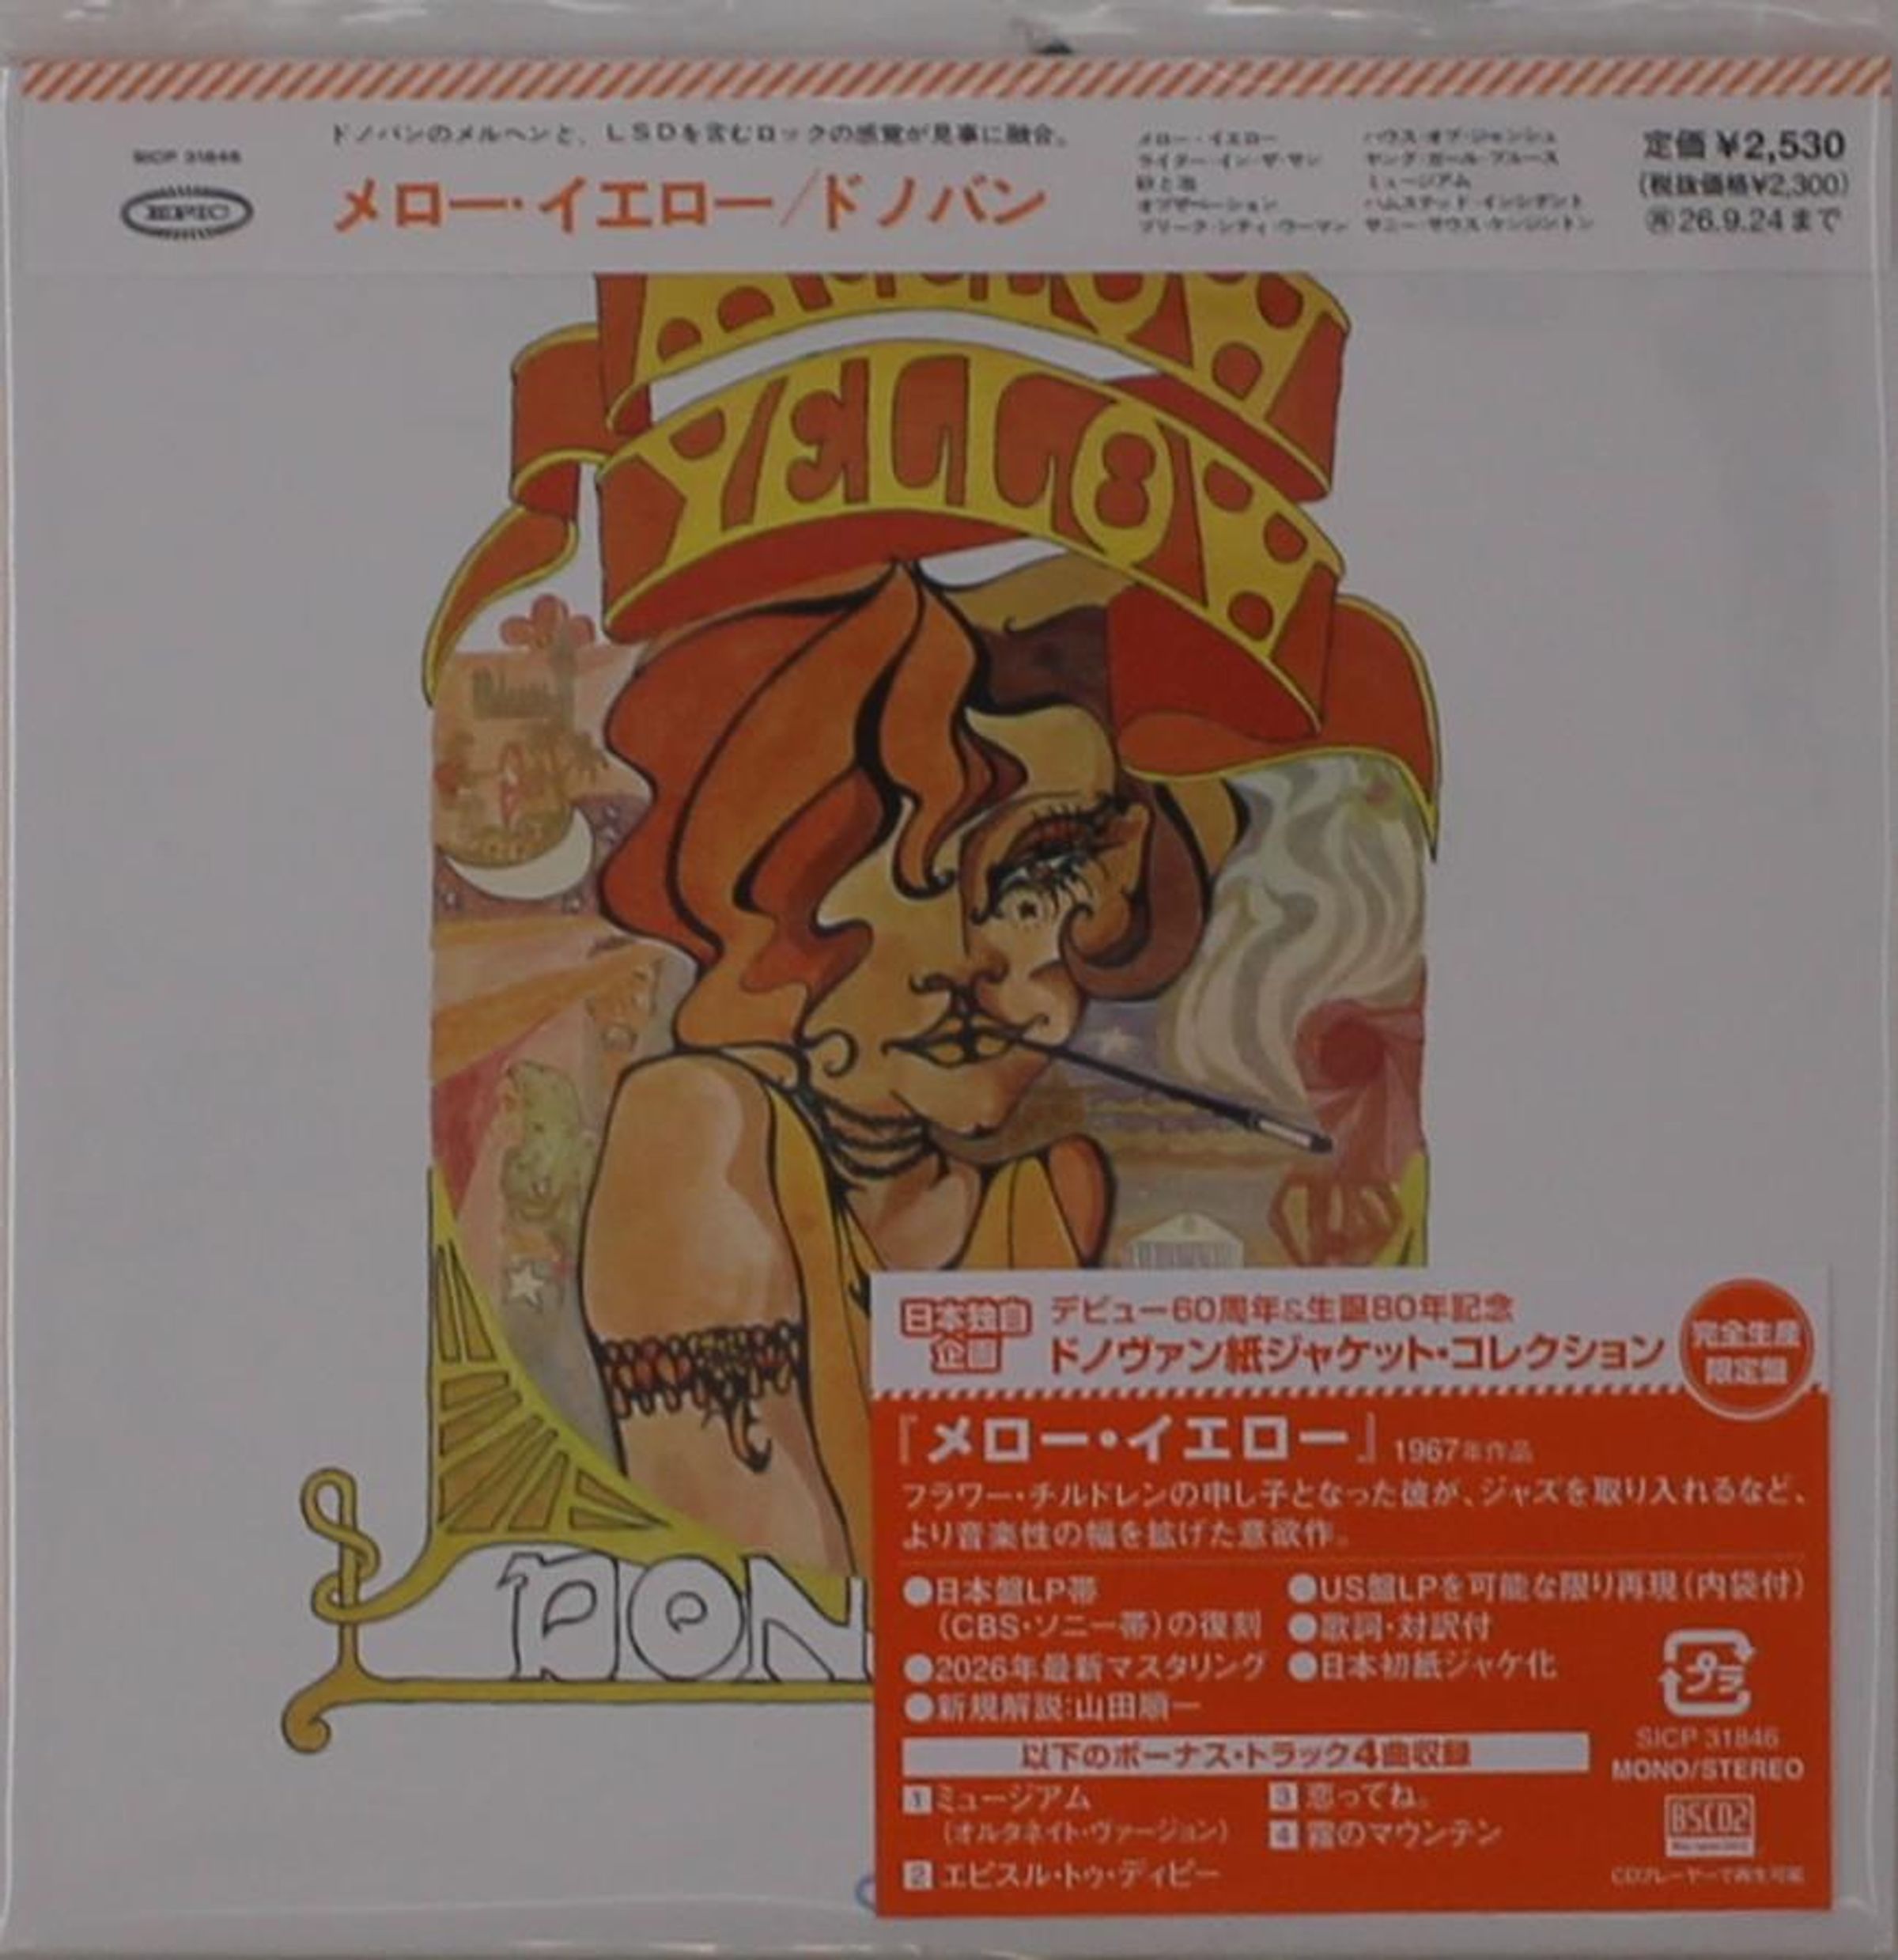 SICP 31846
EPIC
ドノバンのメルヘンと、LSDを含むロックの感覚が見事に融合。
メロー・イエロー/ドノバン
メロー・イエロー
ライダー・イン・ザ・サン
砂と泡
オブザベーション
ブリーク・シティ・ウーマン
ハウス・オブ・ジャンシュ
ヤング・ガール・ブルース
ミュージアム
ハムステッド・インシデント
サニー・サウス・ケンジントン
定価 ¥2,530
(税抜価格¥2,300)
㋐26.9.24まで
YELLOW
DON
日本独自
企画
デビュー60周年&生誕80年記念
ドノヴァン紙ジャケット・コレクション
完全生産
限定盤
『メロー・イエロー』 1967年作品
フラワー・チルドレンの申し子となった彼が、ジャズを取り入れるなど、
より音楽性の幅を拡げた意欲作。
●日本盤LP帯
(CBS・ソニー帯)の復刻
●2026年最新マスタリング
●新規解説:山田順一
●US盤LPを可能な限り再現(内袋付)
●歌詞・対訳付
●日本初紙ジャケ化
プラ
以下のボーナス・トラック4曲収録
1 ミュージアム
(オルタネイト・ヴァージョン)
2 エピスル・トゥ・ディピー
3 恋ってね。
4 霧のマウンテン
SICP 31846
MONO/STEREO
BSCD2
CDプレーヤーで再生可能